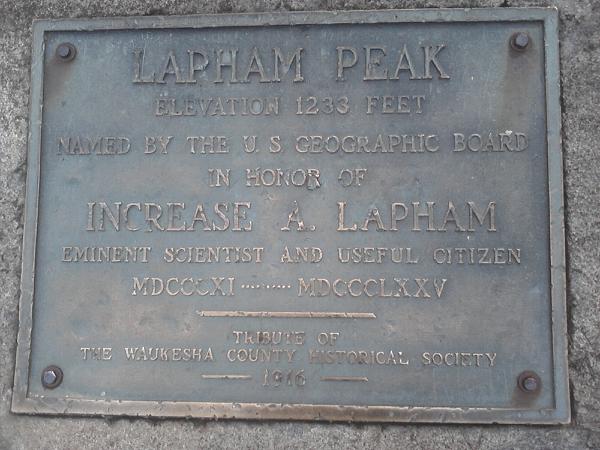 LAPHAM PEAK
ELEVATION 1233 FEET
NAMED BY THE U.S GEOGRAPHIC BOARD
IN HONOR OF
INCREASE A. LAPHAM
EMINENT SCIENTIST AND USEFUL CITIZEN
MDCCCXI ········· MDCCCLXXV
TRIBUTE OF
THE WAUKESHA COUNTY HISTORICAL SOCIETY
1916